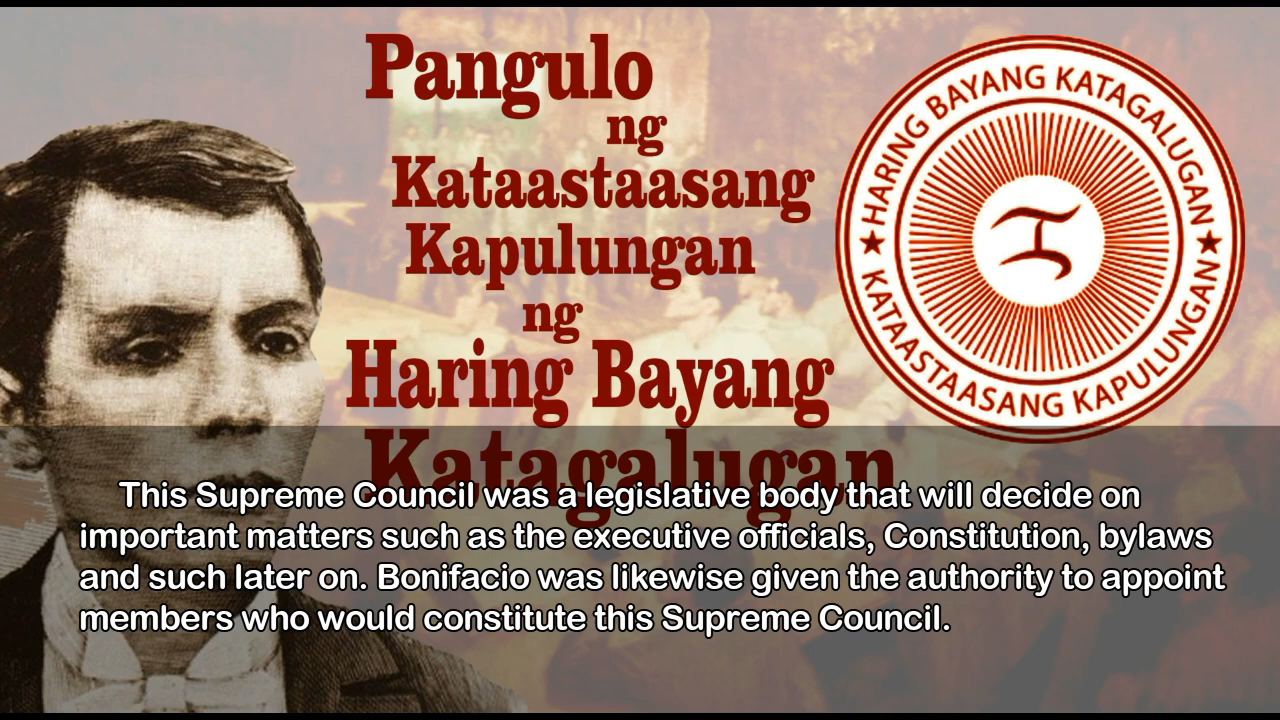 Pangulo
ng
Kataastaasang
Kapulungan
ng
Haring Bayang
Katagalugan
HARING BAYANG KATAGALUGAN
KATAASTAASANG KAPULUNGAN
This Supreme Council was a legislative body that will decide on
important matters such as the executive officials, Constitution, bylaws
and such later on. Bonifacio was likewise given the authority to appoint
members who would constitute this Supreme Council.